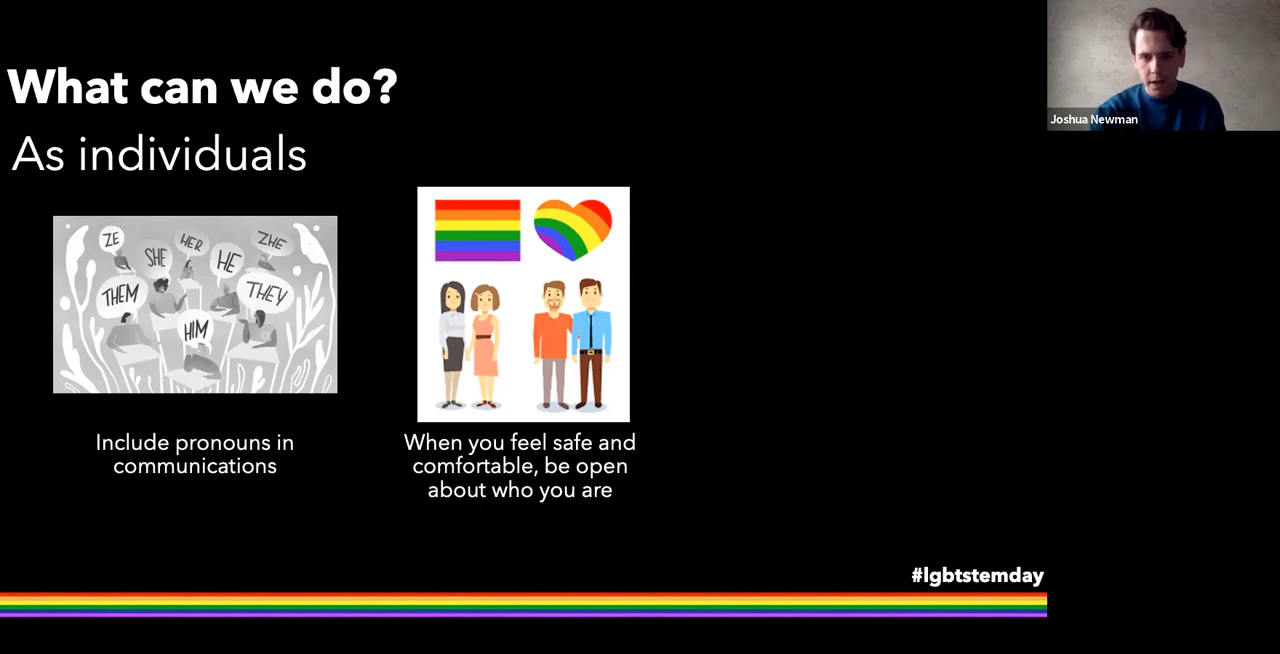 What can we do?
As individuals
ZE
SHE
HER
HE
ZHE
THEM
THEY
HIM
Include pronouns in
communications
When you feel safe and
comfortable, be open
about who you are
#lgbtstemday
Joshua Newman